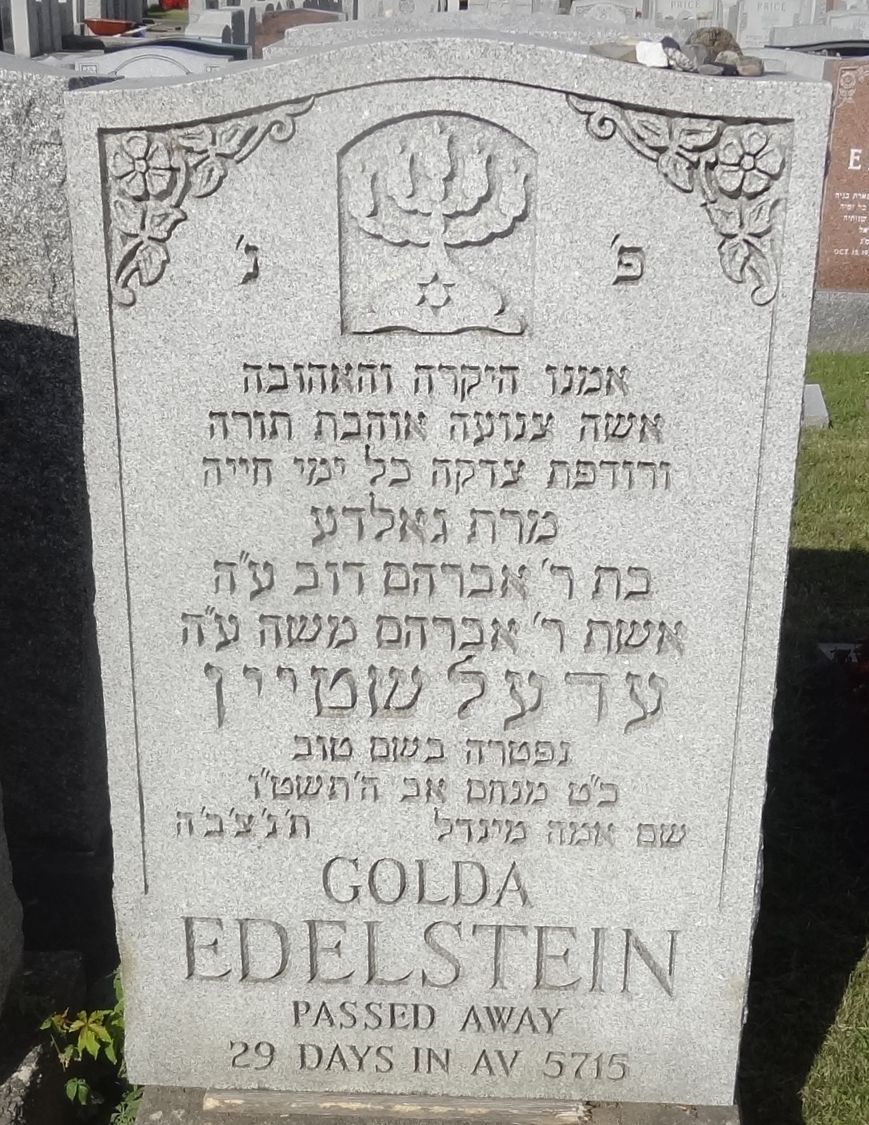 PRICE PRICE
פ' נ'
אמנו היקרה והאהובה
אשה צנועה אוהבת תורה
ורודפת צדקה כל ימי חייה
מרת גאלדע
בת ר' אברהם דוב ע"ה
אשת ר' אברהם משה ע"ה
עדעלשטיין
נפטרה בשם טוב
כ"ט מנחם אב ה'תשט"ו
שם אמה מינדל ת'נ'צ'ב'ה
GOLDA
EDELSTEIN
PASSED AWAY
29 DAYS IN AV 5715